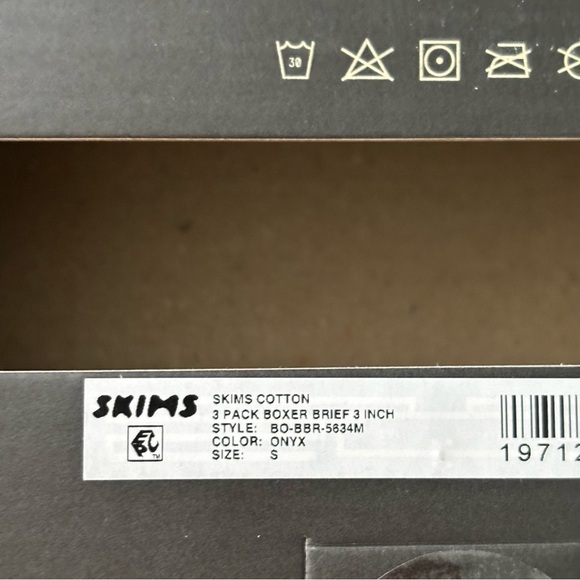 30
SKIMS
SKIMS COTTON
3 PACK BOXER BRIEF 3 INCH
STYLE: BO-BBR-5634M
COLOR: ONYX
SIZE: S
19712